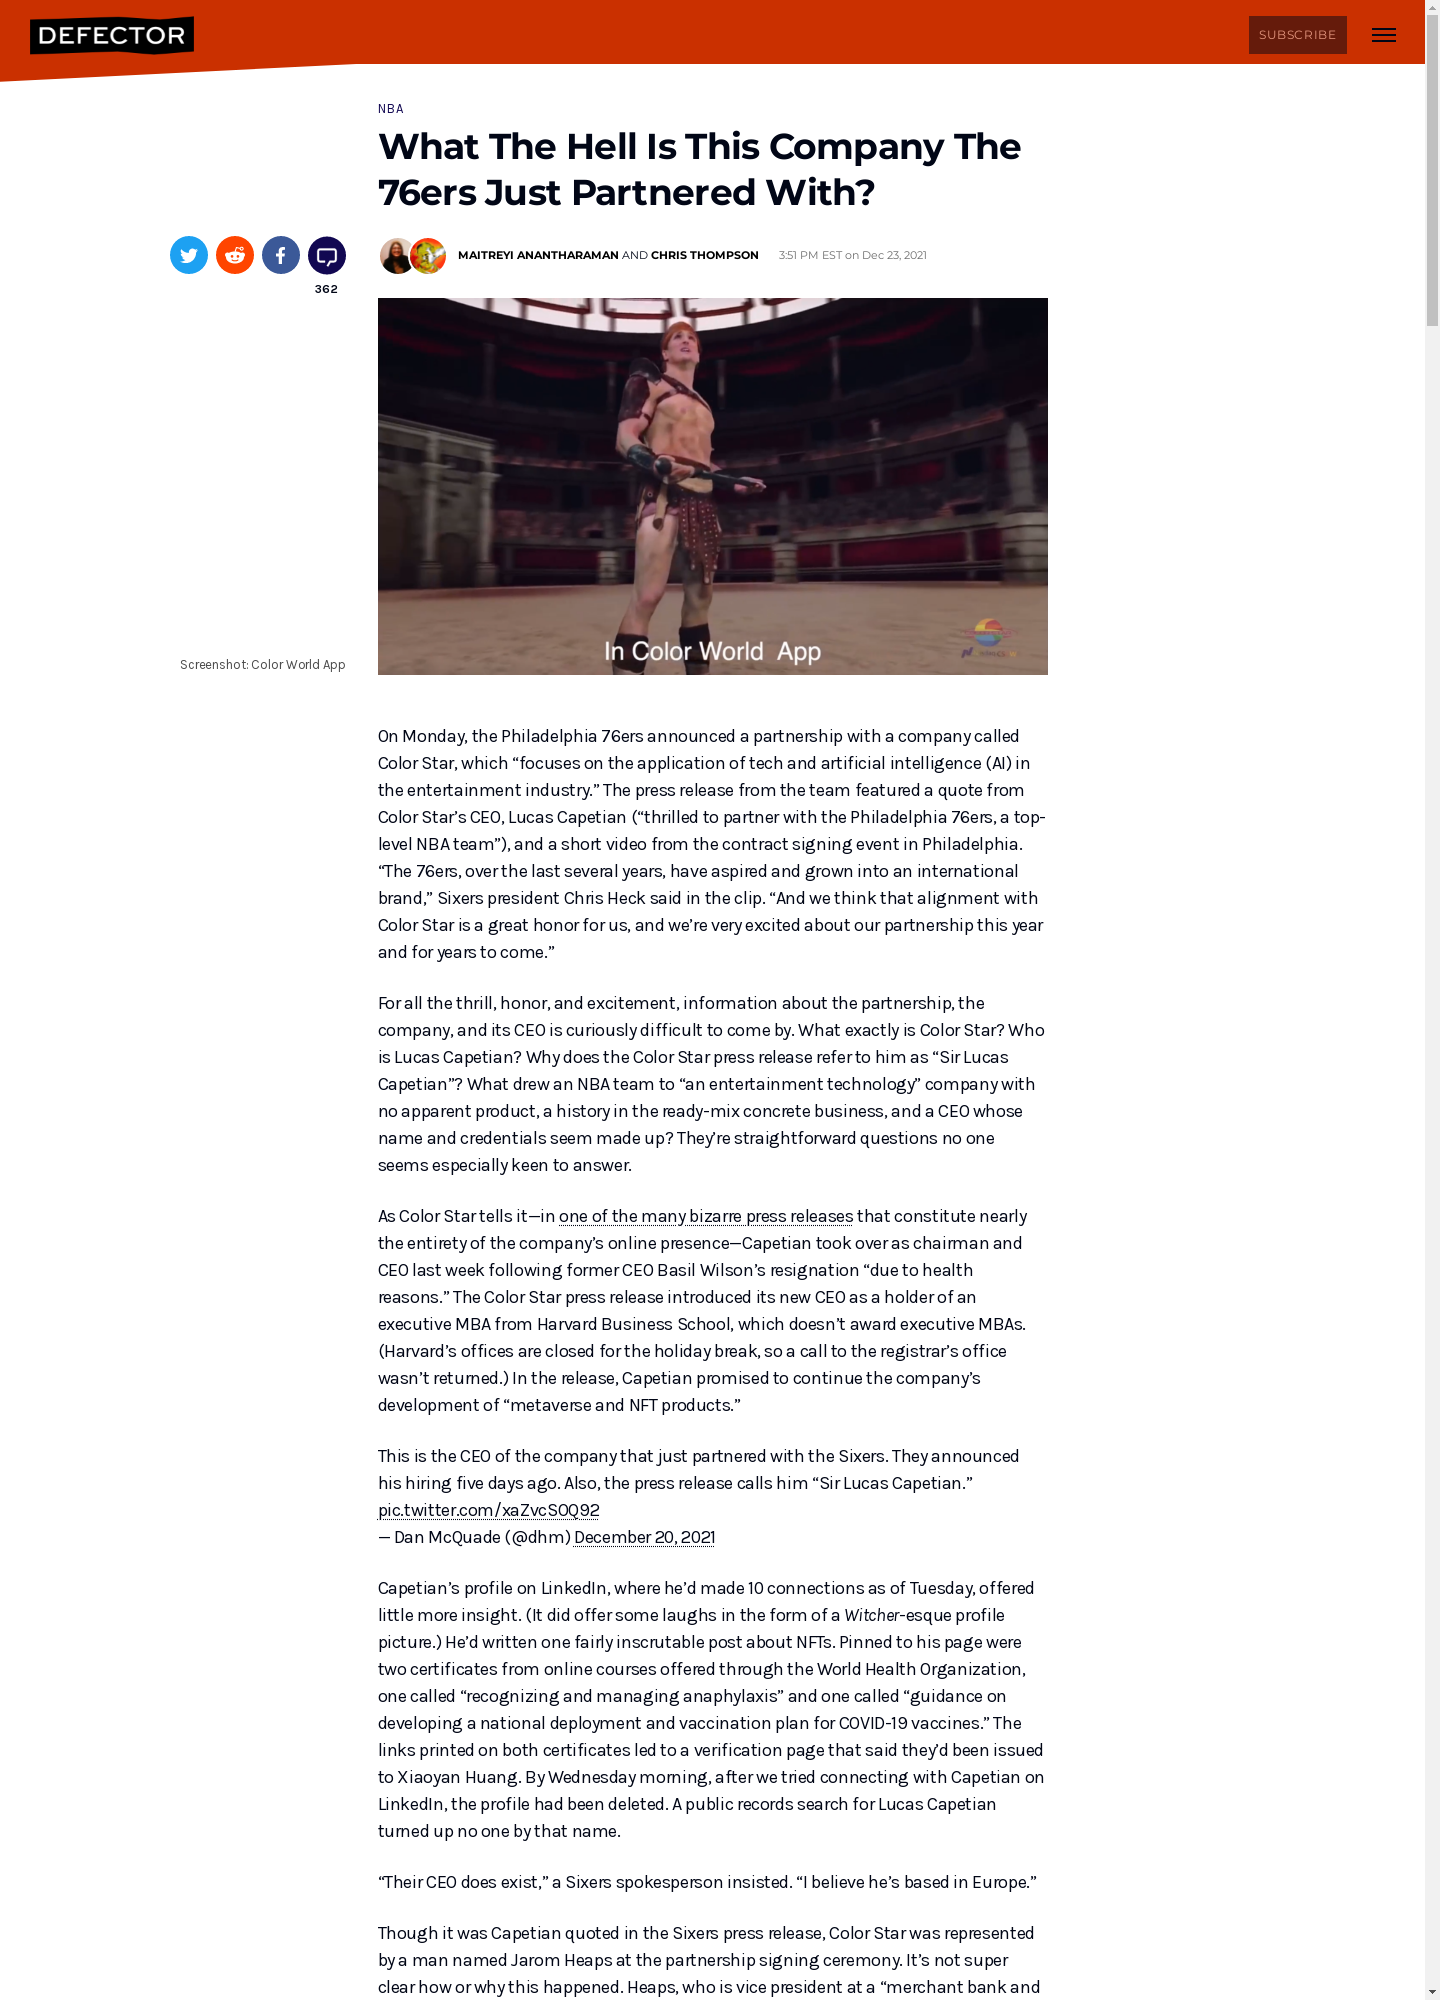 DEFECTOR
SUBSCRIBE
NBA
What The Hell Is This Company The
76ers Just Partnered With?
362
MAITREYI ANANTHARAMAN AND CHRIS THOMPSON 3:51 PM EST on Dec 23, 2021
In Color World App
Screenshot: Color World App
On Monday, the Philadelphia 76ers announced a partnership with a company called
Color Star, which “focuses on the application of tech and artificial intelligence (AI) in
the entertainment industry.” The press release from the team featured a quote from
Color Star’s CEO, Lucas Capetian (“thrilled to partner with the Philadelphia 76ers, a top-
level NBA team”), and a short video from the contract signing event in Philadelphia.
“The 76ers, over the last several years, have aspired and grown into an international
brand,” Sixers president Chris Heck said in the clip. “And we think that alignment with
Color Star is a great honor for us, and we’re very excited about our partnership this year
and for years to come.”
For all the thrill, honor, and excitement, information about the partnership, the
company, and its CEO is curiously difficult to come by. What exactly is Color Star? Who
is Lucas Capetian? Why does the Color Star press release refer to him as “Sir Lucas
Capetian”? What drew an NBA team to “an entertainment technology” company with
no apparent product, a history in the ready-mix concrete business, and a CEO whose
name and credentials seem made up? They’re straightforward questions no one
seems especially keen to answer.
As Color Star tells it—in one of the many bizarre press releases that constitute nearly
the entirety of the company’s online presence—Capetian took over as chairman and
CEO last week following former CEO Basil Wilson’s resignation “due to health
reasons.” The Color Star press release introduced its new CEO as a holder of an
executive MBA from Harvard Business School, which doesn’t award executive MBAs.
(Harvard’s offices are closed for the holiday break, so a call to the registrar’s office
wasn’t returned.) In the release, Capetian promised to continue the company’s
development of “metaverse and NFT products.”
This is the CEO of the company that just partnered with the Sixers. They announced
his hiring five days ago. Also, the press release calls him “Sir Lucas Capetian.”
pic.twitter.com/xaZvcSOQ92
— Dan McQuade (@dhm) December 20, 2021
Capetian’s profile on LinkedIn, where he’d made 10 connections as of Tuesday, offered
little more insight. (It did offer some laughs in the form of a Witcher-esque profile
picture.) He’d written one fairly inscrutable post about NFTs. Pinned to his page were
two certificates from online courses offered through the World Health Organization,
one called “recognizing and managing anaphylaxis” and one called “guidance on
developing a national deployment and vaccination plan for COVID-19 vaccines.” The
links printed on both certificates led to a verification page that said they’d been issued
to Xiaoyan Huang. By Wednesday morning, after we tried connecting with Capetian on
LinkedIn, the profile had been deleted. A public records search for Lucas Capetian
turned up no one by that name.
“Their CEO does exist,” a Sixers spokesperson insisted. “I believe he’s based in Europe.”
Though it was Capetian quoted in the Sixers press release, Color Star was represented
by a man named Jarom Heaps at the partnership signing ceremony. It’s not super
clear how or why this happened. Heaps, who is vice president at a “merchant bank and